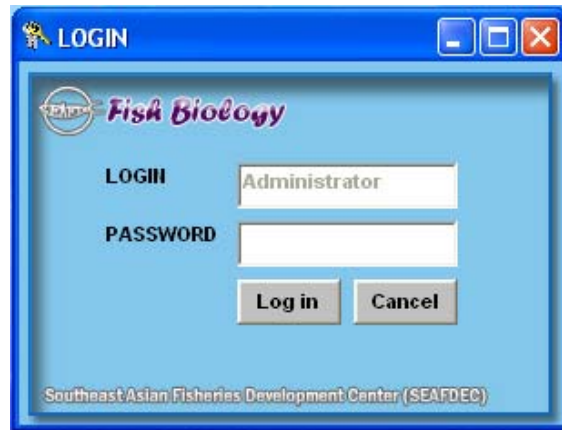 LOGIN
Fish Biology
LOGIN
Administrator
PASSWORD
Log in
Cancel
Southeast Asian Fisheries Development Center (SEAFDEC)